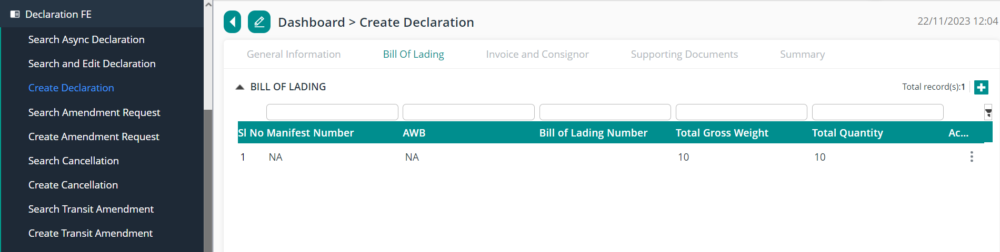 Declaration FE
Search Async Declaration
Search and Edit Declaration
Create Declaration
Search Amendment Request
Create Amendment Request
Search Cancellation
Create Cancellation
Search Transit Amendment
Create Transit Amendment
Dashboard > Create Declaration
22/11/2023 12:04
General Information Bill Of Lading Invoice and Consignor Supporting Documents Summary
BILL OF LADING
Total record(s):1
Sl No Manifest Number AWB Bill of Lading Number Total Gross Weight Total Quantity Ac...
1 NA NA 10 10